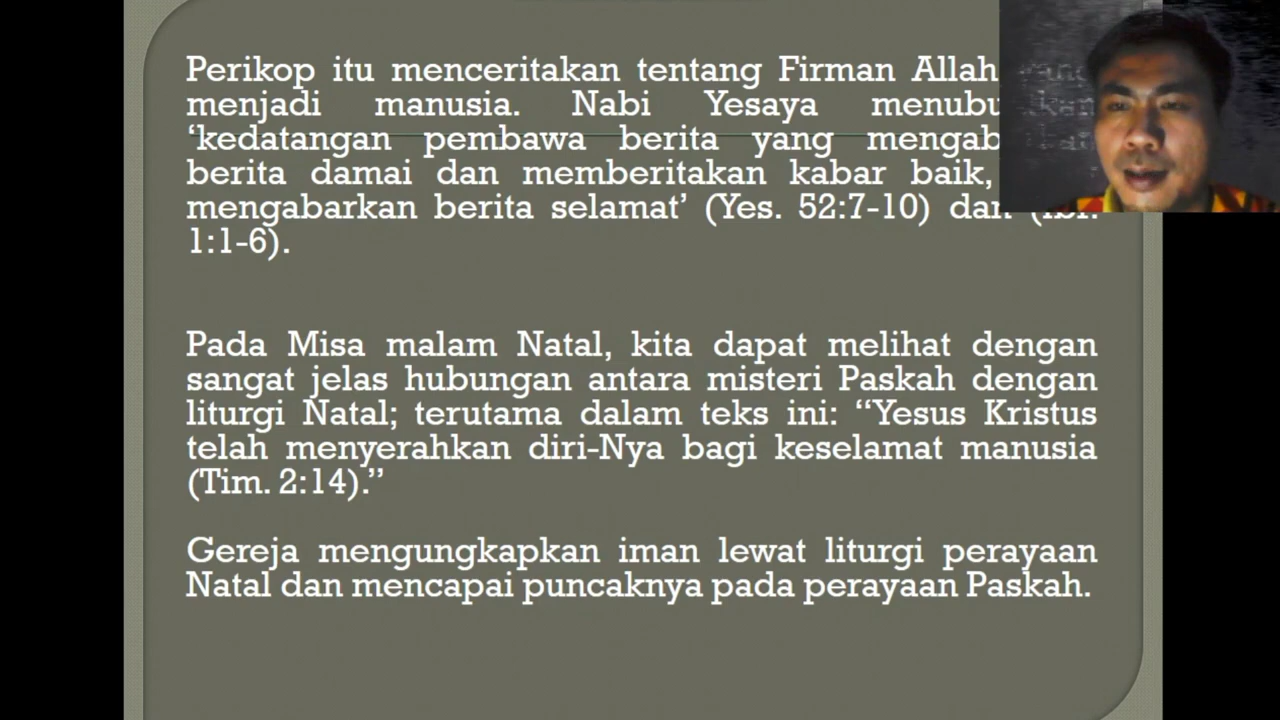 Perikop itu menceritakan tentang Firman Allah yang
menjadi manusia. Nabi Yesaya
‘kedatangan pembawa berita yang
berita damai dan memberitakan kabar baik,
mengabarkan berita selamat’ (Yes. 52:7-10) dan (Ibr.
1:1-6).
Pada Misa malam Natal, kita dapat melihat dengan
sangat jelas hubungan antara misteri Paskah dengan
liturgi Natal; terutama dalam teks ini: “Yesus Kristus
telah menyerahkan diri-Nya bagi keselamat manusia
(Tim. 2:14).”
Gereja mengungkapkan iman lewat liturgi perayaan
Natal dan mencapai puncaknya pada perayaan Paskah.